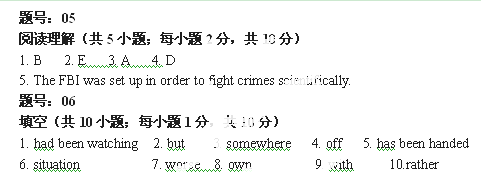 题号：05
阅读理解（共 5 小题；每小题 2 分，共 10 分）
1. B 2. E 3. A 4. D
5. The FBI was set up in order to fight crimes scientifically.
题号：06
填空（共 10 小题；每小题 1 分，共 10 分）
1. had been watching 2. but 3. somewhere 4. off 5. has been handed
6. situation 7. worse 8. own 9. with 10.rather